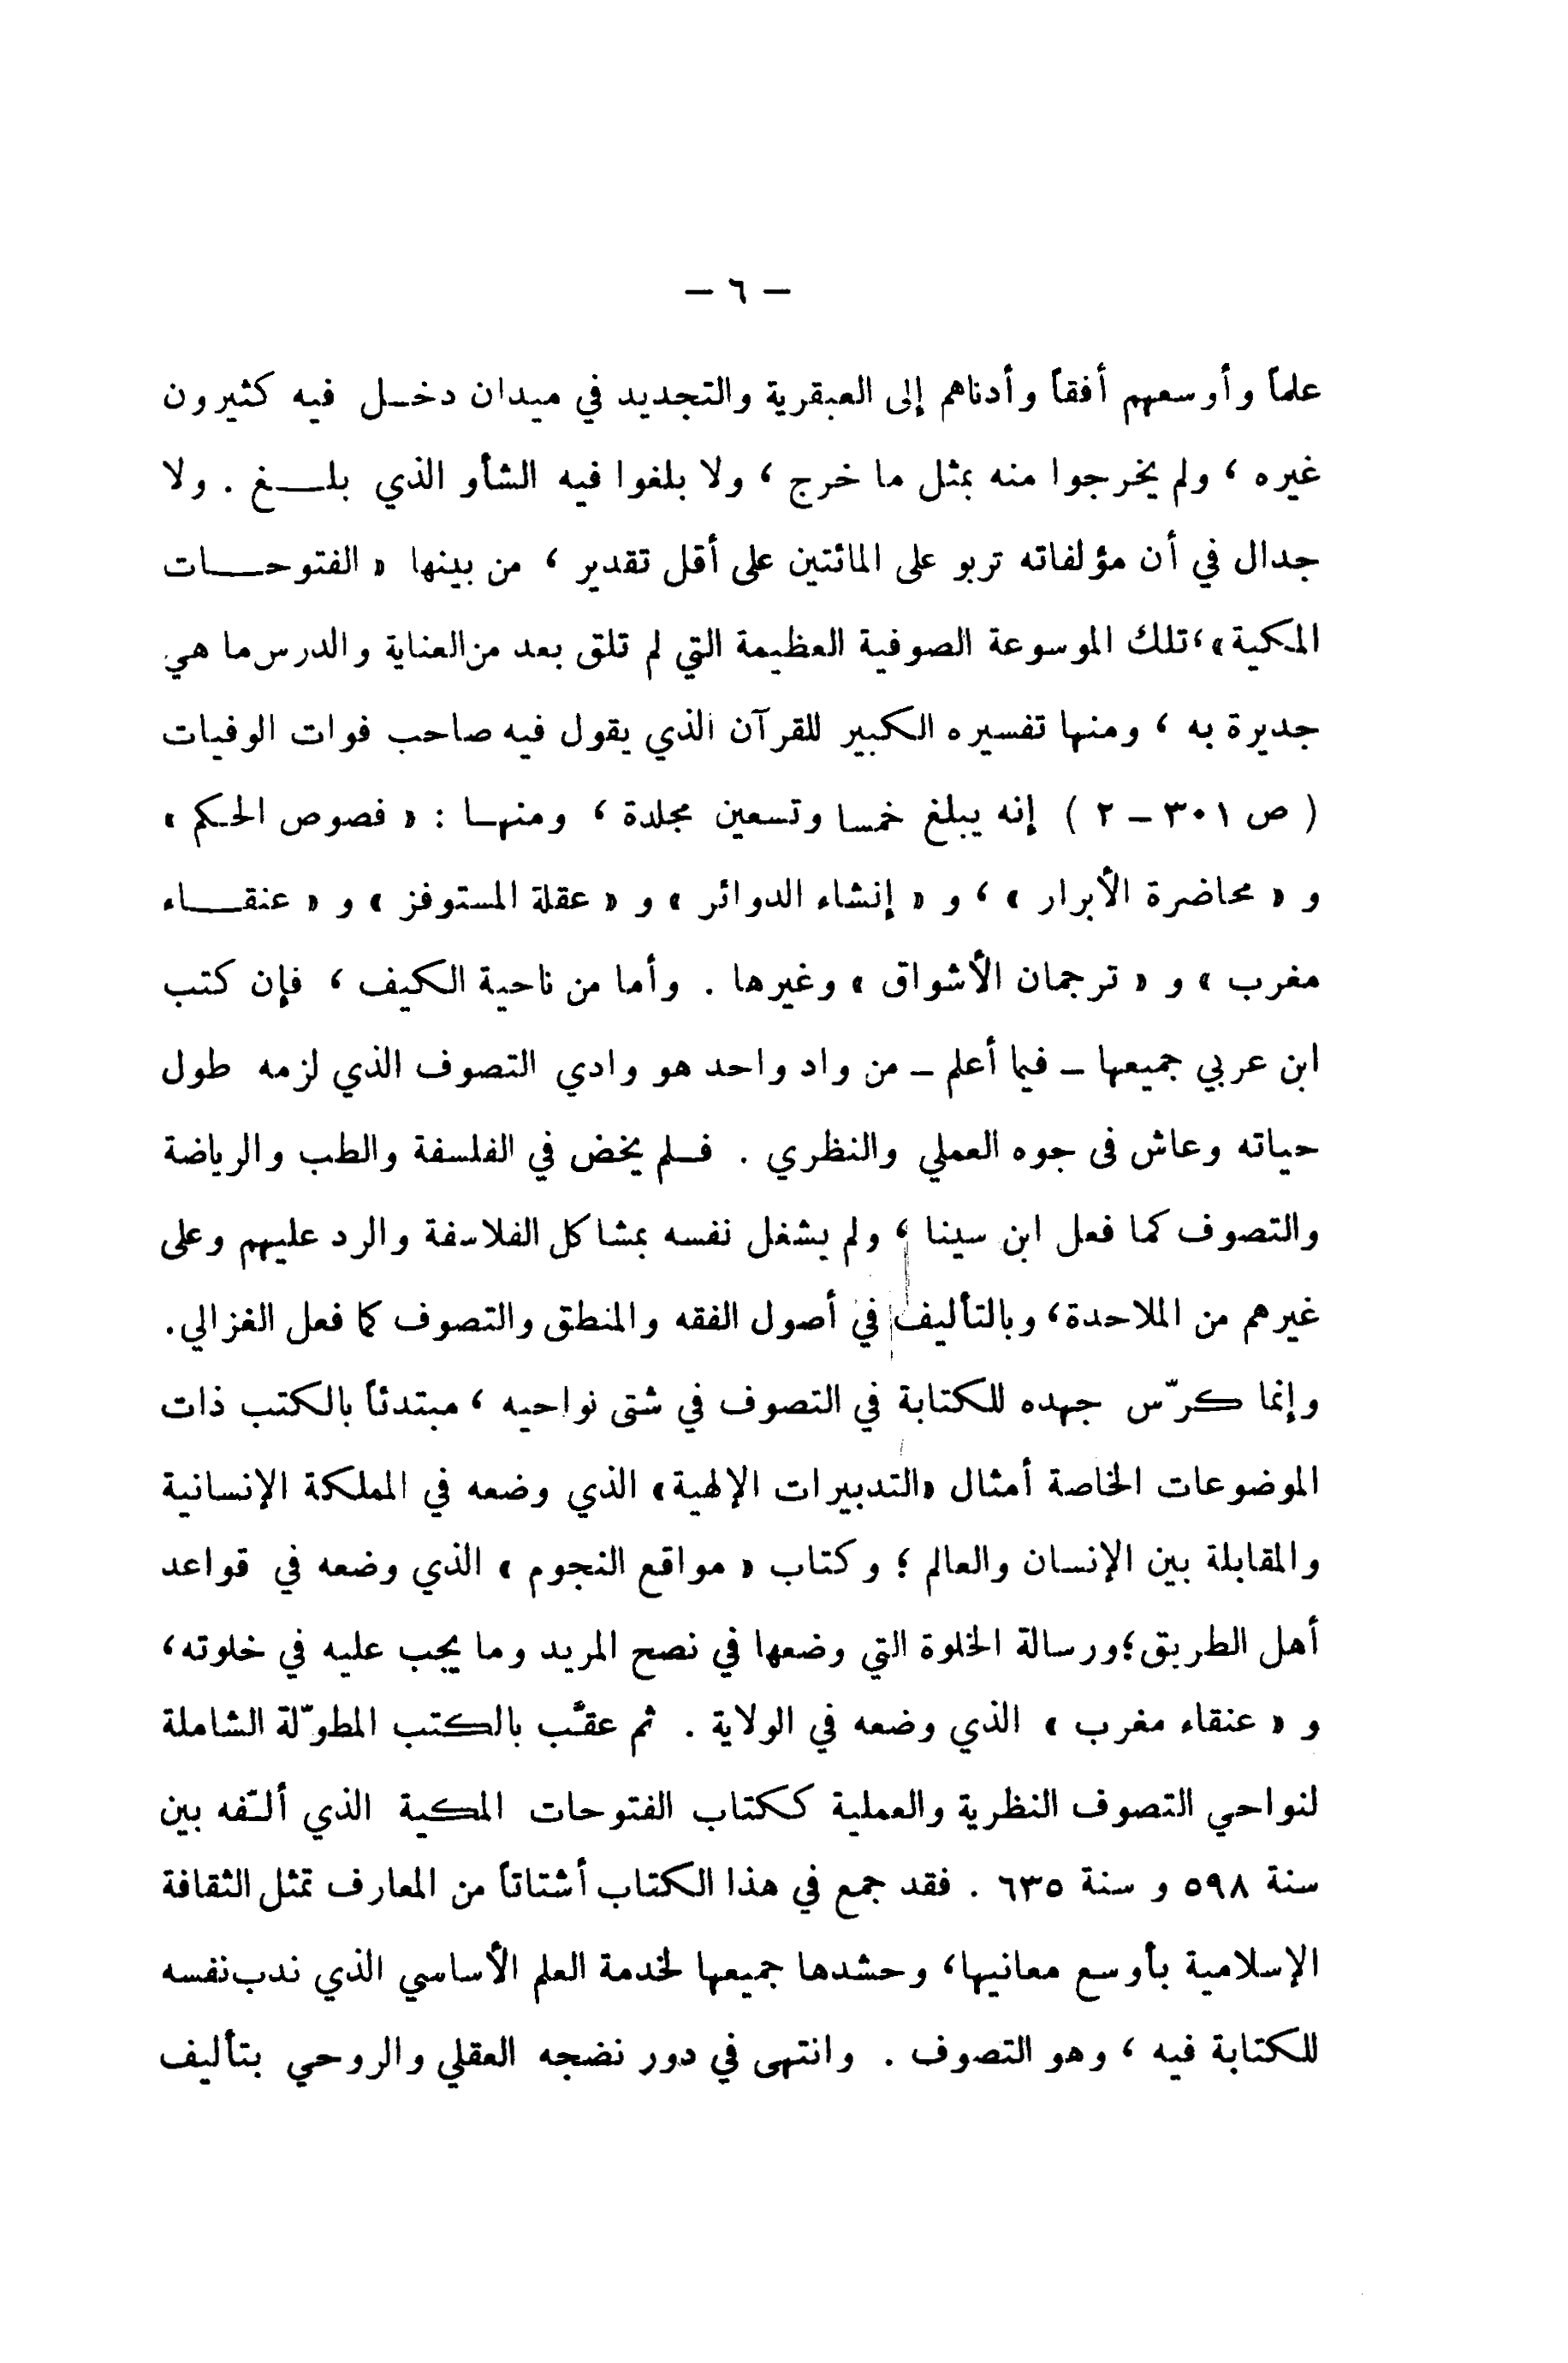 — ٦ —
علماً وأوسعهم أفقاً وأدناهم إلى العبقرية والتجديد في ميدان دخل فيه كثيرون
غيره ، ولم يخرجوا منه بمثل ما خرج ، ولا بلغوا فيه الشأو الذي بلغ . ولا
جدال في أن مؤلفاته تربو على المائتين على أقل تقدير ، من بينها « الفتوحات
المكية »، تلك الموسوعة الصوفية العظيمة التي لم تلق بعد من العناية والدرس ما هي
جديرة به ، ومنها تفسيره الكبير للقرآن الذي يقول فيه صاحب فوات الوفيات
( ص ٣٠١ – ٢ ) إنه يبلغ خمسا وتسعين مجلدة ، ومنها : « فصوص الحكم »
و « محاضرة الأبرار » ، و « إنشاء الدوائر » و « عقلة المستوفز » و « عنقاء
مغرب » و « ترجمان الأشواق » وغيرها . وأما من ناحية الكيف ، فإن كتب
ابن عربي جميعها – فيما أعلم – من واد واحد هو وادي التصوف الذي لزمه طول
حياته وعاش فى جوه العملي والنظري . فلم يخض في الفلسفة والطب والرياضة
والتصوف كما فعل ابن سينا ، ولم يشغل نفسه بمشاكل الفلاسفة والرد عليهم وعلى
غيرهم من الملاحدة، وبالتأليف في أصول الفقه والمنطق والتصوف كما فعل الغزالي.
وإنما كرّس جهده للكتابة في التصوف في شتى نواحيه ، مبتدئاً بالكتب ذات
الموضوعات الخاصة أمثال «التدبيرات الإلهية» الذي وضعه في المملكة الإنسانية
والمقابلة بين الإنسان والعالم ؛ وكتاب « مواقع النجوم » الذي وضعه في قواعد
أهل الطريق؛ورسالة الخلوة التي وضعها في نصح المريد وما يجب عليه في خلوته،
و « عنقاء مغرب » الذي وضعه في الولاية . ثم عقَّب بالكتب المطوّلة الشاملة
لنواحي التصوف النظرية والعملية ككتاب الفتوحات المكية الذي ألّفه بين
سنة ٥٩٨ و سنة ٦٣٥ . فقد جمع في هذا الكتاب أشتاتاً من المعارف تمثل الثقافة
الإسلامية بأوسع معانيها، وحشدها جميعها لخدمة العلم الأساسي الذي ندب نفسه
للكتابة فيه ، وهو التصوف . وانتهى في دور نضجه العقلي والروحي بتأليف